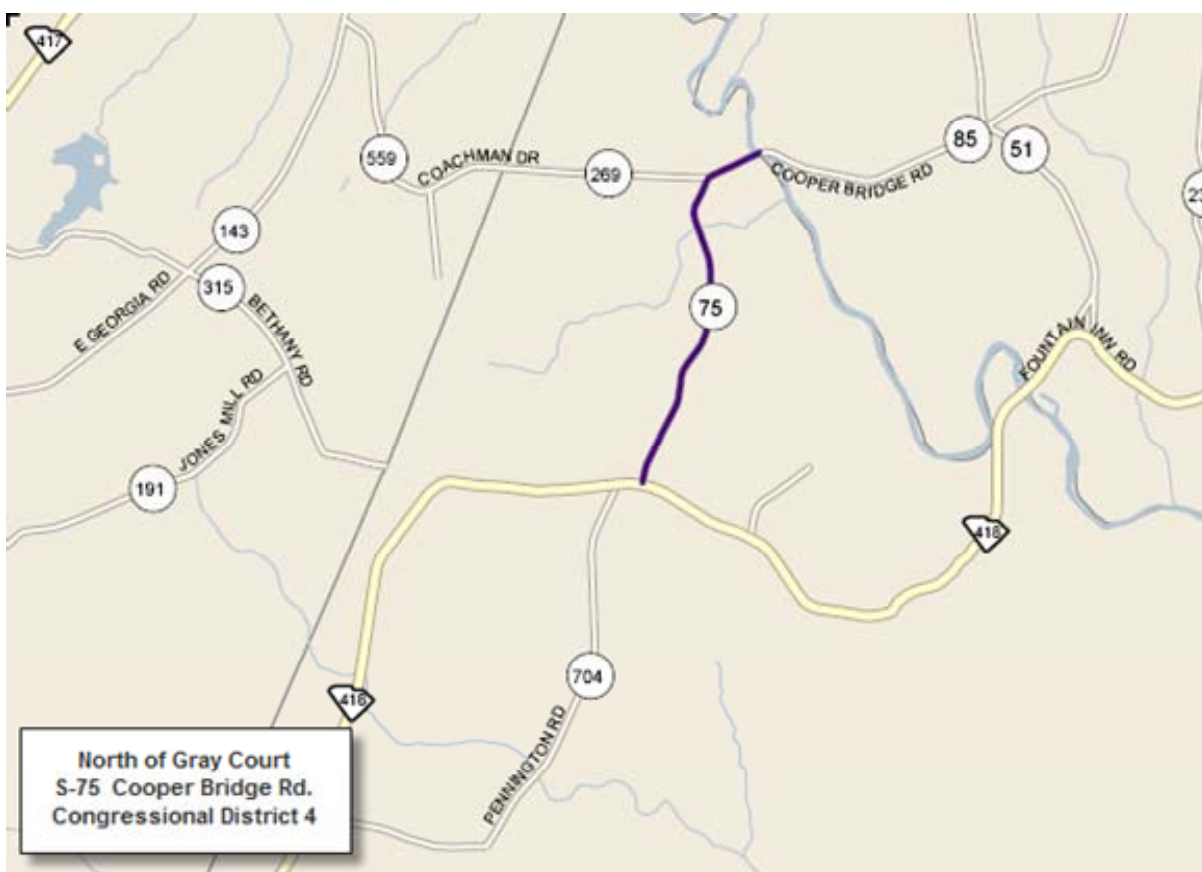 417
559
COACHMAN DR
269
COOPER BRIDGE RD
85
51
143
315
E GEORGIA RD
BETHANY RD
75
FOUNTAIN INN RD
JONES MILL RD
191
418
704
416
PENNINGTON RD
North of Gray Court
S-75 Cooper Bridge Rd.
Congressional District 4